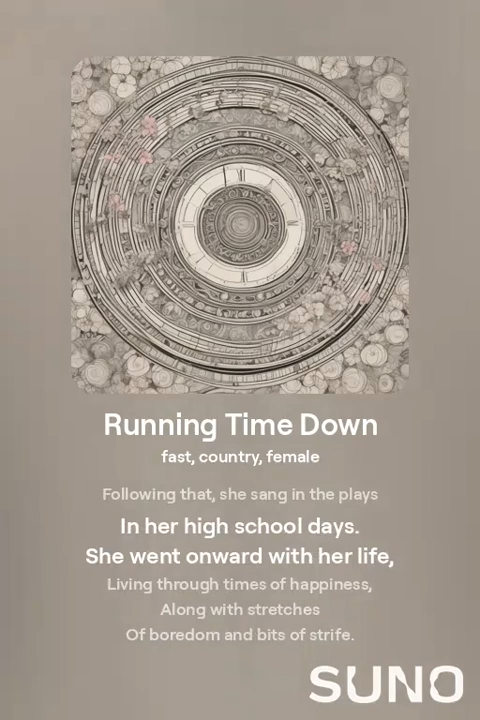 Running Time Down
fast, country, female
Following that, she sang in the plays
In her high school days.
She went onward with her life,
Living through times of happiness,
Along with stretches
Of boredom and bits of strife.
SUNO